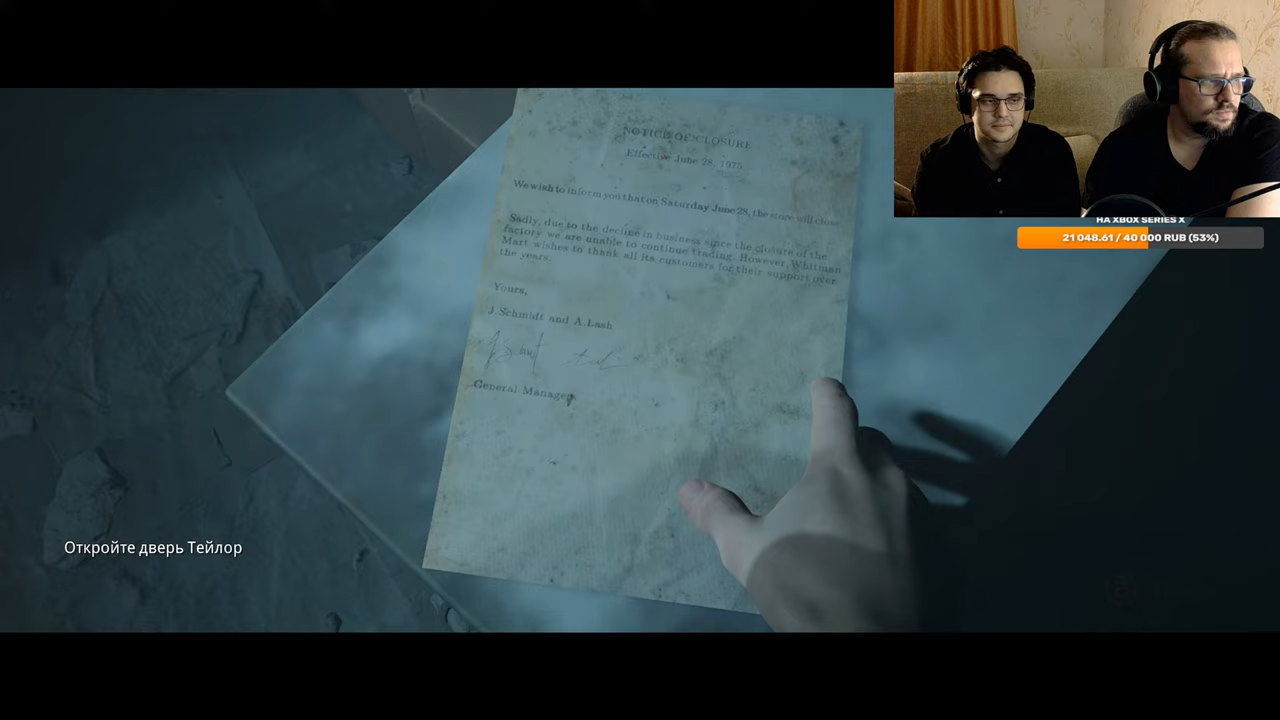 NOTICE OF CLOSURE
Effective June 28, 1975
We wish to inform you that on Saturday June 28, the store will close.
Sadly, due to the decline in business since the closure of the
factory we are unable to continue trading. However, Whitman
Mart wishes to thank all its customers for their support over
the years.
Yours,
J. Schmidt and A. Lash
General Manager
НА XBOX SERIES X
21 048.61 / 40 000 RUB (53%)
Откройте дверь Тейлор